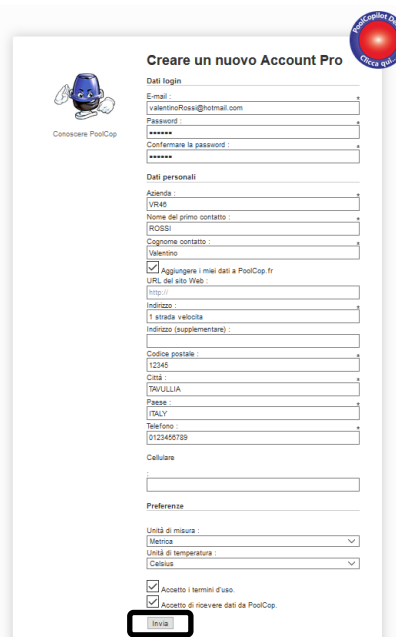 PoolCopilot De
Clicca qui...
Creare un nuovo Account Pro
Conoscere PoolCop
Dati login
E-mail : *
valentinoRossi@hotmail.com
Password : *
••••••
Confermare la password : *
••••••
Dati personali
Azienda : *
VR46
Nome del primo contatto : *
ROSSI
Cognome contatto : *
Valentino
Aggiungere i miei dati a PoolCop.fr
URL del sito Web :
http://
Indirizzo : *
1 strada velocita
Indirizzo (supplementare) :
Codice postale : *
12345
Città : *
TAVULLIA
Paese : *
ITALY
Telefono : *
0123456789
Cellulare
:
Preferenze
Unità di misura :
Metrica
Unità di temperatura :
Celsius
Accetto i termini d'uso.
Accetto di ricevere dati da PoolCop.
Invia